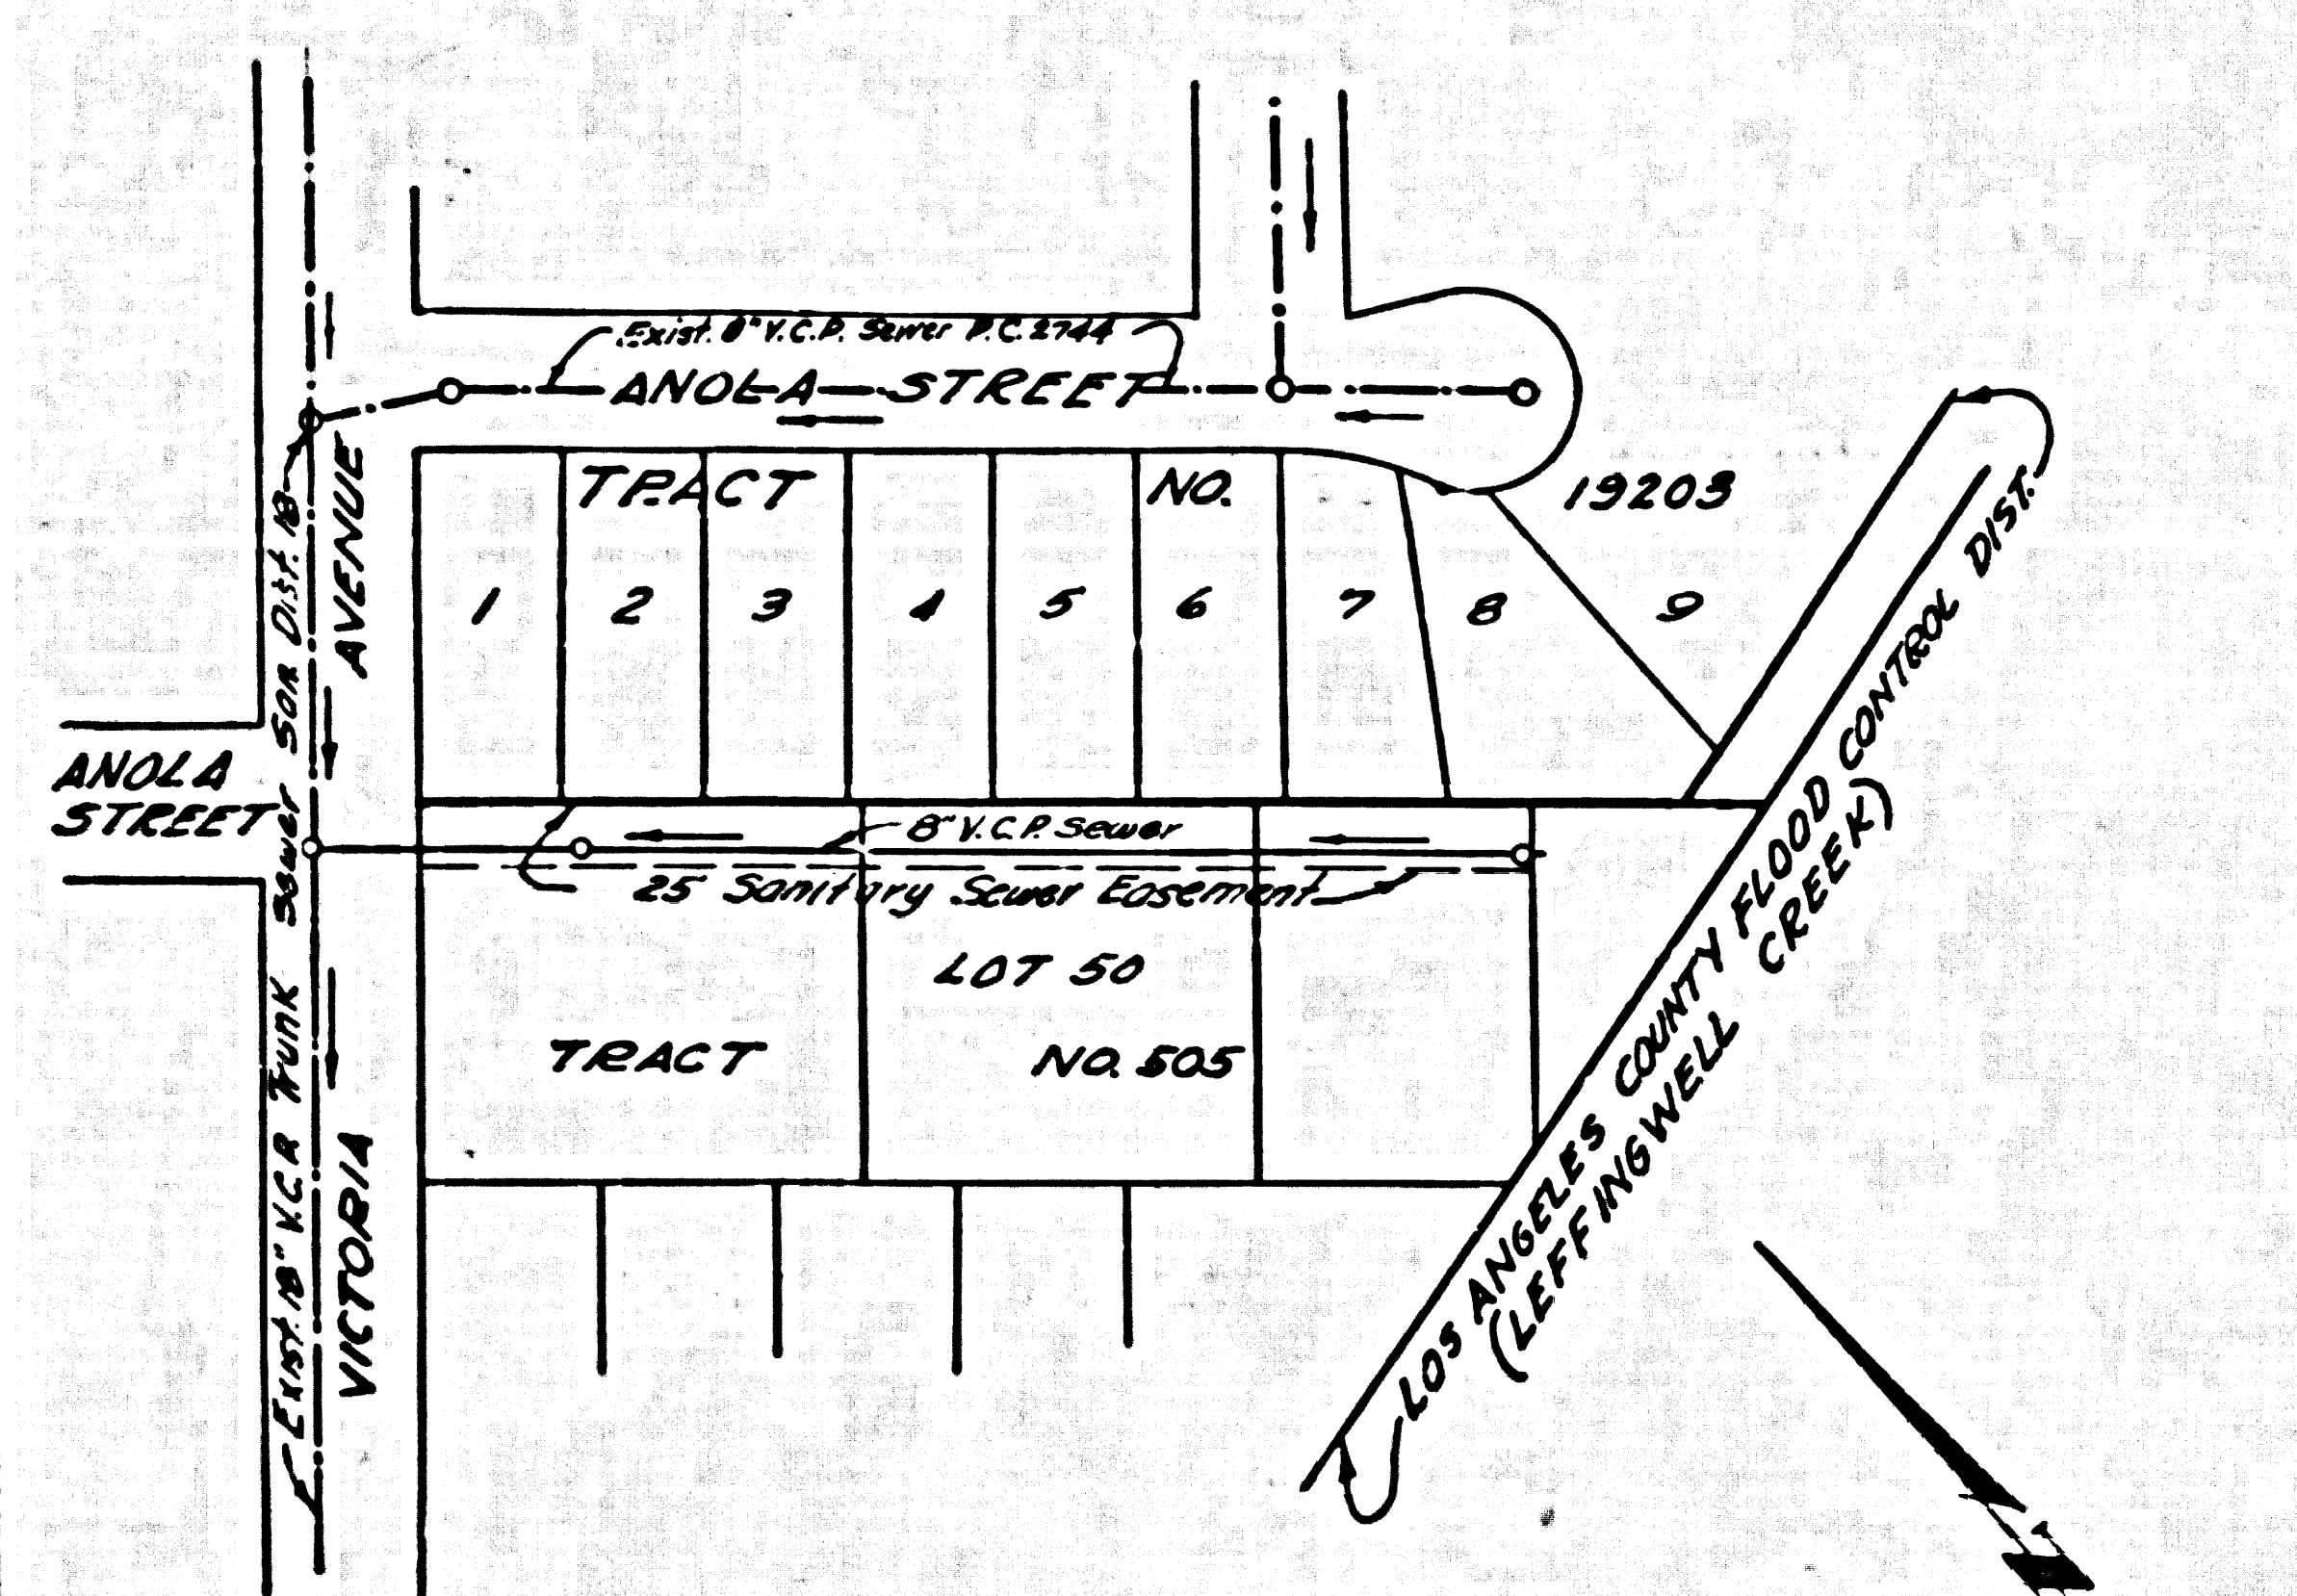 Exist. 8" V.C.P. Sewer P.C. 2744
ANOLA STREET
TRACT NO. 19203
1 2 3 4 5 6 7 8 9
AVENUE
VICTORIA
Exist. 18" V.C.P. Trunk Sewer San Dist. 18
ANOLA
STREET
8" V.C.P. Sewer
25' Sanitary Sewer Easement
LOT 50
TRACT NO. 505
LOS ANGELES COUNTY FLOOD CONTROL DIST.
(LEFFINGWELL CREEK)